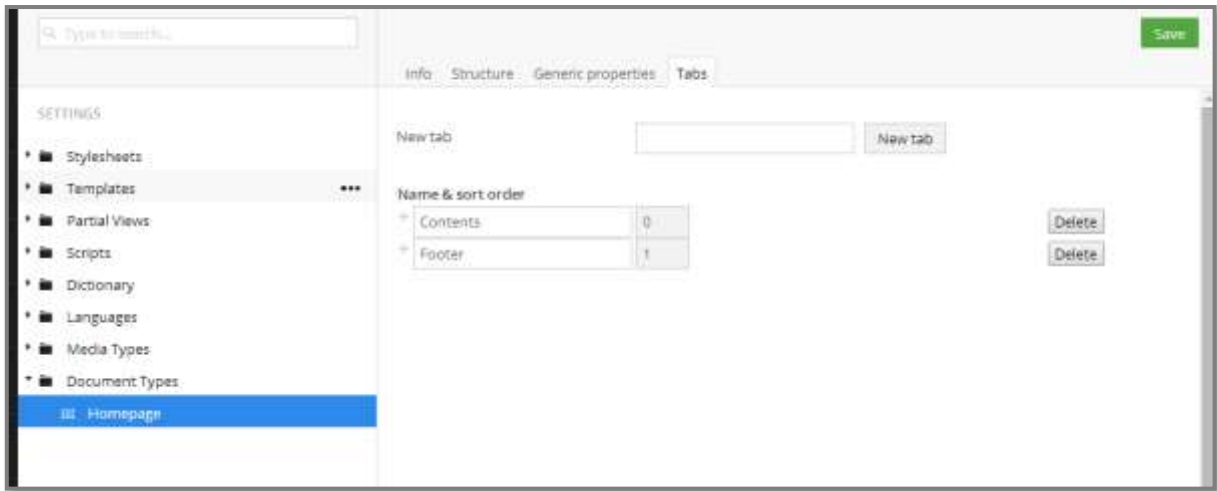 Type to search...
Save
Info Structure Generic properties Tabs
SETTINGS
New tab
New tab
Stylesheets
Templates
Name & sort order
Partial Views
Contents 0 Delete
Scripts
Footer 1 Delete
Dictionary
Languages
Media Types
Document Types
Homepage